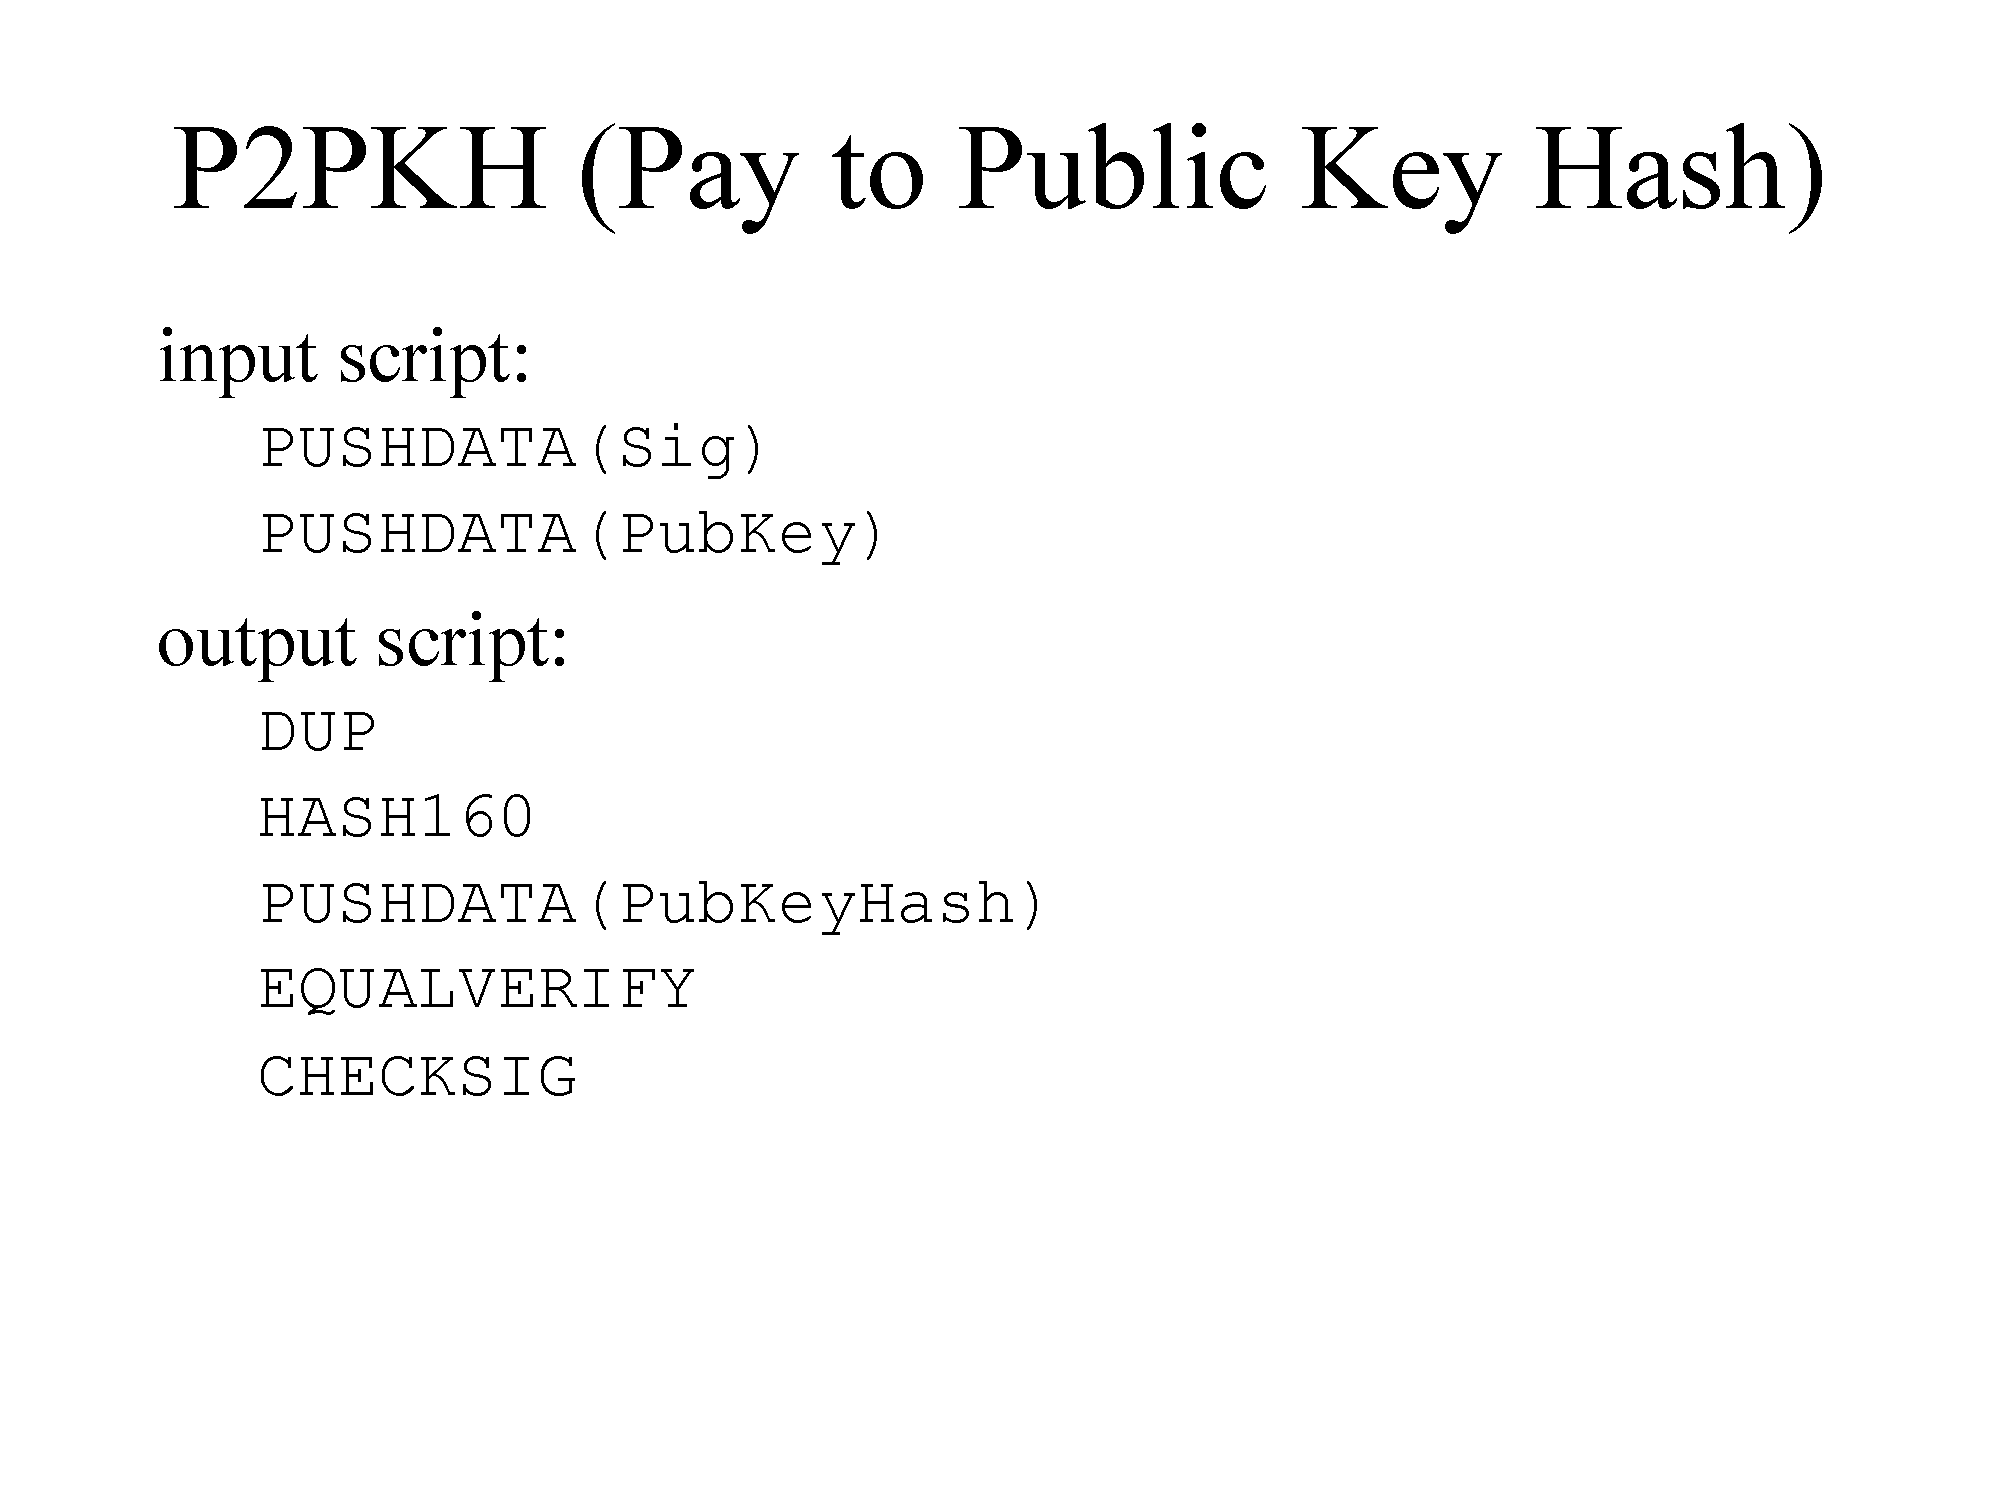 P2PKH (Pay to Public Key Hash)
input script:
PUSHDATA(Sig)
PUSHDATA(PubKey)
output script:
DUP
HASH160
PUSHDATA(PubKeyHash)
EQUALVERIFY
CHECKSIG